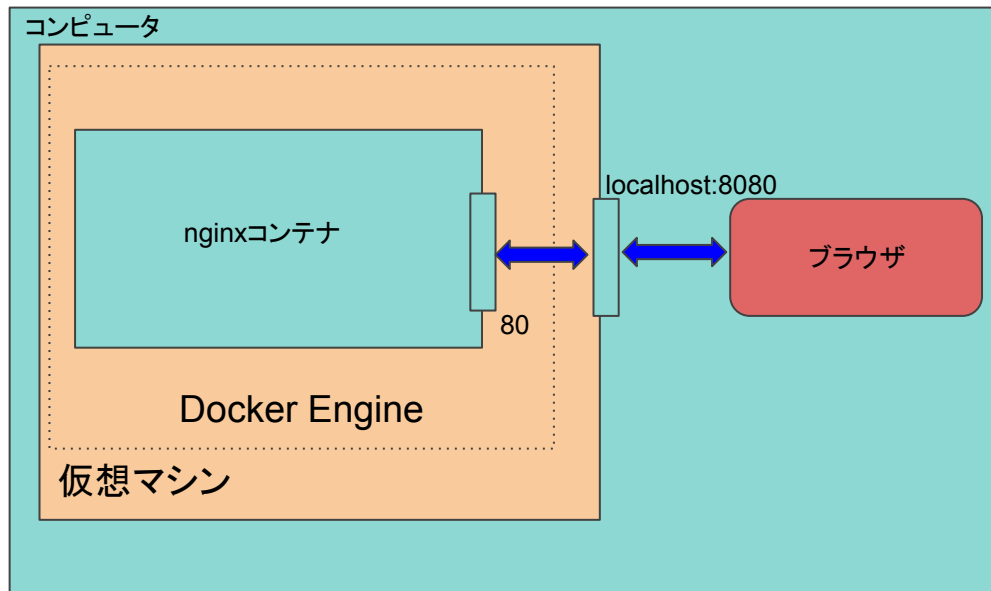 コンピュータ
localhost:8080
nginxコンテナ
ブラウザ
80
Docker Engine
仮想マシン